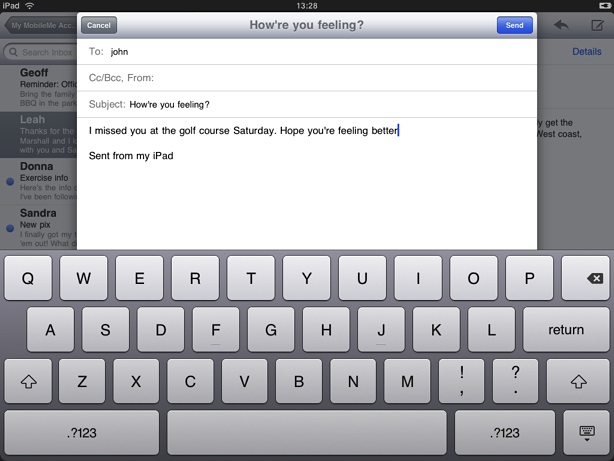 iPad 13:28
My MobileMe Acc
Cancel How're you feeling? Send
Search Inbox
Details
To: john
Cc/Bcc, From:
Subject: How're you feeling?
I missed you at the golf course Saturday. Hope you're feeling better
Sent from my iPad
Geoff
Reminder: Offic
Bring the family
BBQ in the park
Leah
Thanks for the
Marshall and I l
with you and Sa
Donna
Exercise info
Here's the info o
I've been followi
Sandra
New pix
I finally got my
'em out! What d
y get the
West coast,
Q W E R T Y U I O P
A S D F G H J K L return
Z X C V B N M ! , ? .
.?123 .?123